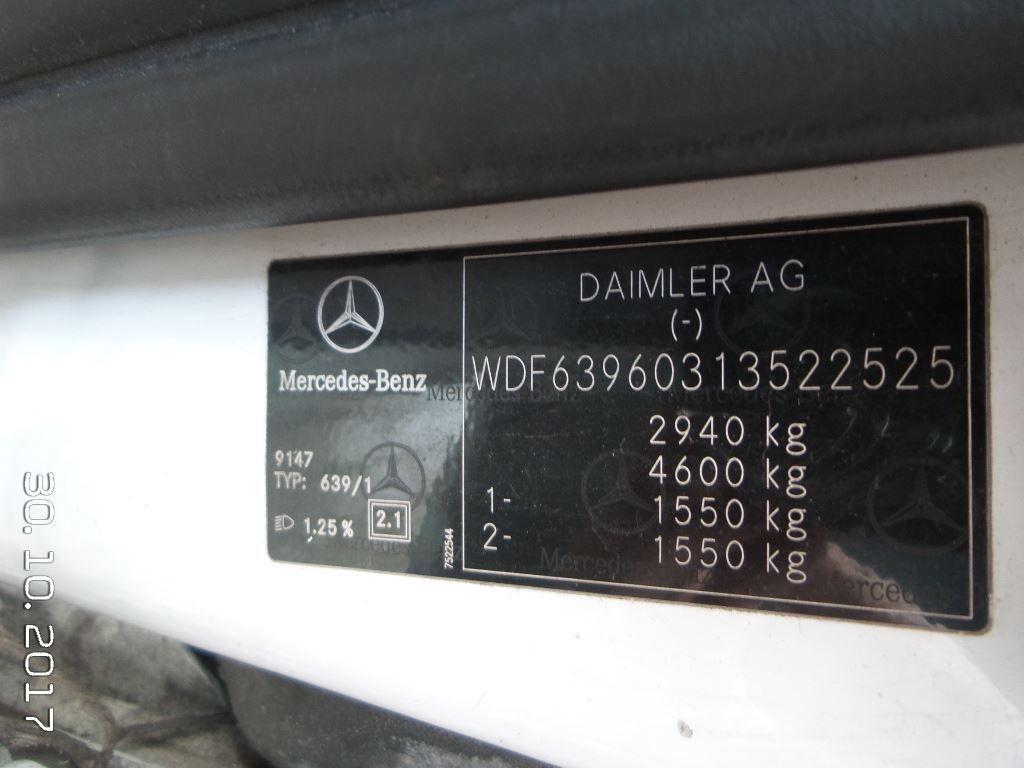 Mercedes-Benz
9147
TYP: 639/1
1.25 % 2.1
7522544
DAIMLER AG
(-)
WDF63960313522525
2940 kg
4600 kg
1- 1550 kg
2- 1550 kg
30.10.2017